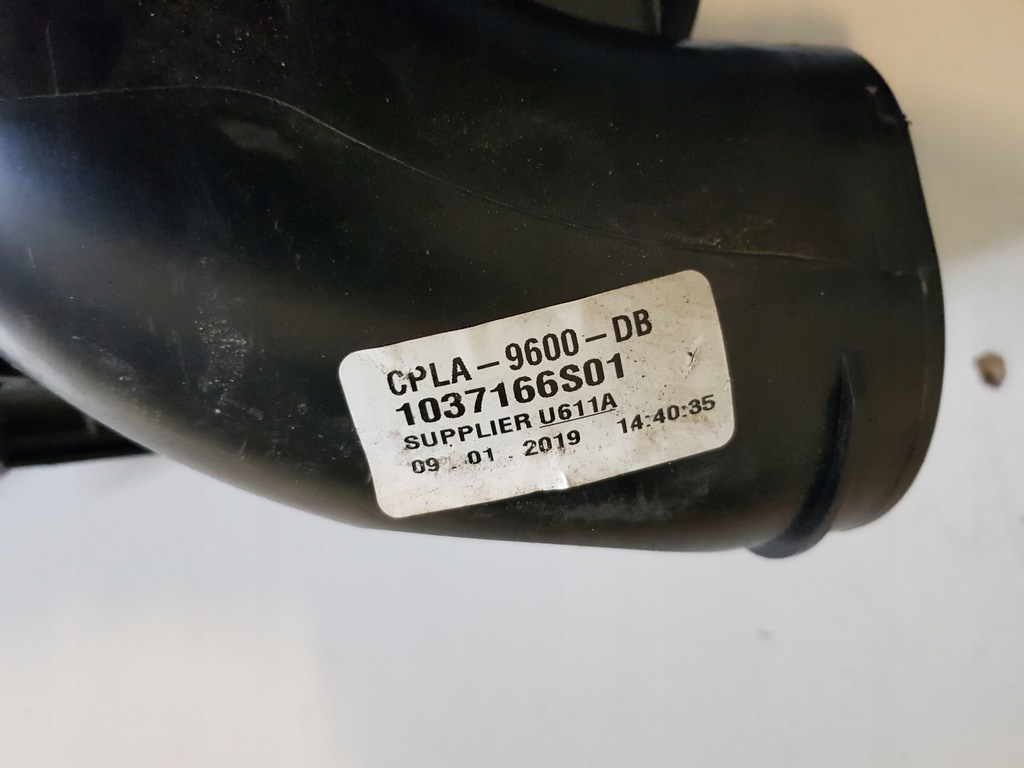 CPLA-9600-DB
1037166S01
SUPPLIER U611A
09.01.2019 14:40:35